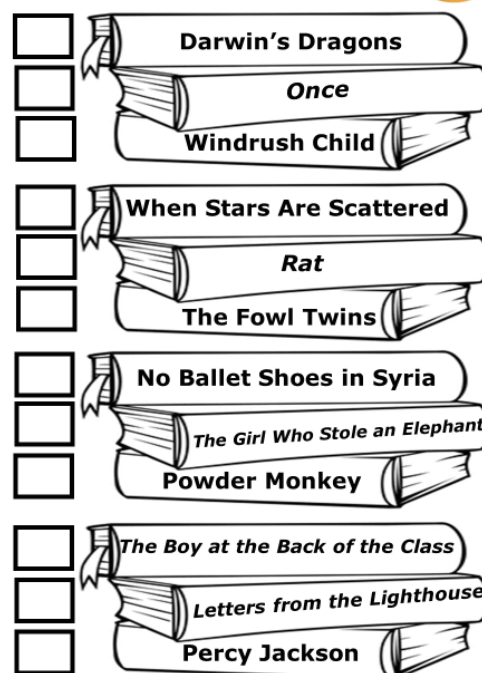 Darwin’s Dragons
Once
Windrush Child
When Stars Are Scattered
Rat
The Fowl Twins
No Ballet Shoes in Syria
The Girl Who Stole an Elephant
Powder Monkey
The Boy at the Back of the Class
Letters from the Lighthouse
Percy Jackson